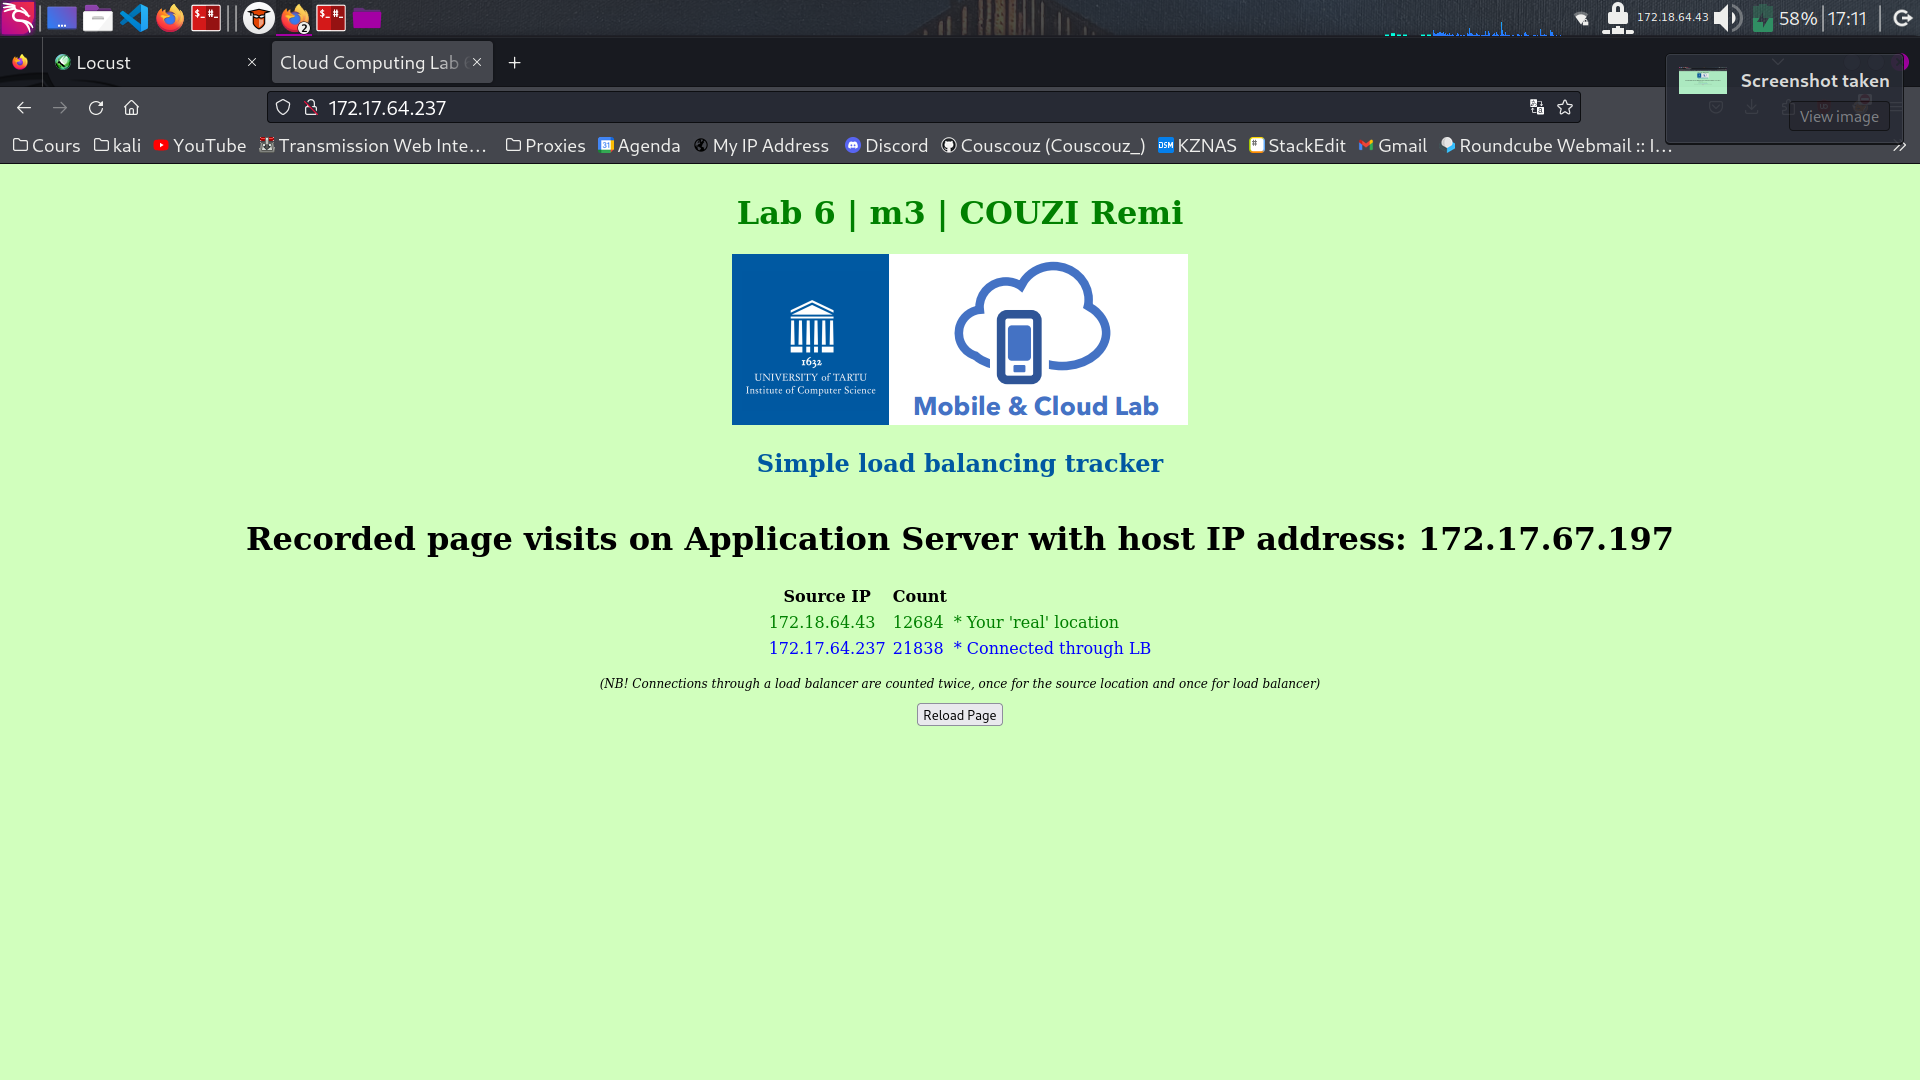 172.18.64.43 58% 17:11
Locust
Cloud Computing Lab
Screenshot taken
View image
172.17.64.237
Cours kali YouTube Transmission Web Inte… Proxies Agenda My IP Address Discord Couscouz (Couscouz_) KZNAS StackEdit Gmail Roundcube Webmail :: I…
Lab 6 | m3 | COUZI Remi
1632
UNIVERSITY of TARTU
Institute of Computer Science
Mobile & Cloud Lab
Simple load balancing tracker
Recorded page visits on Application Server with host IP address: 172.17.67.197
Source IP Count
172.18.64.43 12684 * Your 'real' location
172.17.64.237 21838 * Connected through LB
(NB! Connections through a load balancer are counted twice, once for the source location and once for load balancer)
Reload Page